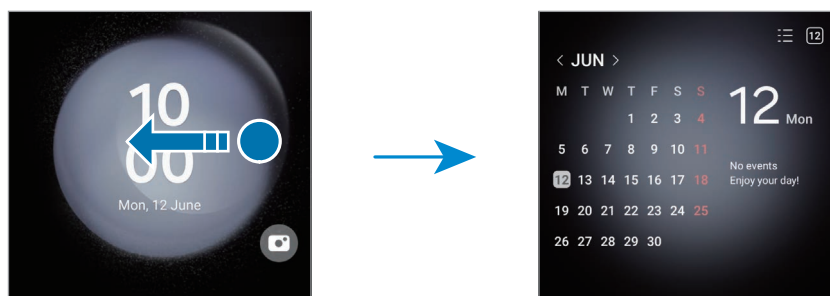 10
00
Mon, 12 June
12
< JUN >
M T W T F S S
1 2 3 4
5 6 7 8 9 10 11
12 13 14 15 16 17 18
19 20 21 22 23 24 25
26 27 28 29 30
12 Mon
No events
Enjoy your day!